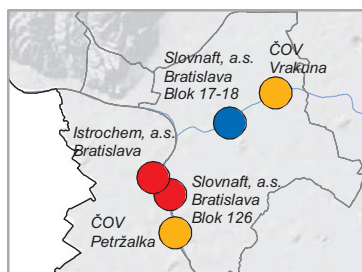 Slovnaft, a.s.
Bratislava
Blok 17-18
ČOV
Vrakuňa
Istrochem, a.s.
Bratislava
Slovnaft, a.s.
Bratislava
Blok 126
ČOV
Petržalka